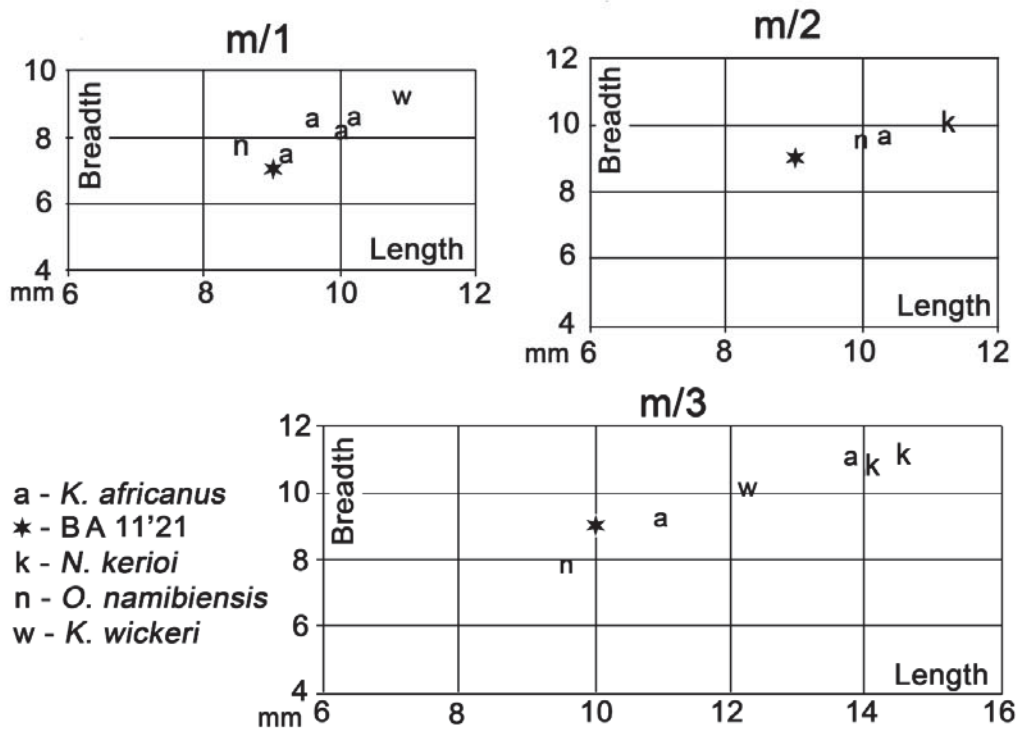 m/1
10
8
6
4
Breadth
n
a
a
a
a
w
Length
mm 6 8 10 12
m/2
12
10
8
6
4
Breadth
n
a
k
Length
mm 6 8 10 12
m/3
12
10
8
6
4
Breadth
n
a
w
a
k
k
Length
mm 6 8 10 12 14 16
a - K. africanus
✶ - BA 11'21
k - N. kerioi
n - O. namibiensis
w - K. wickeri